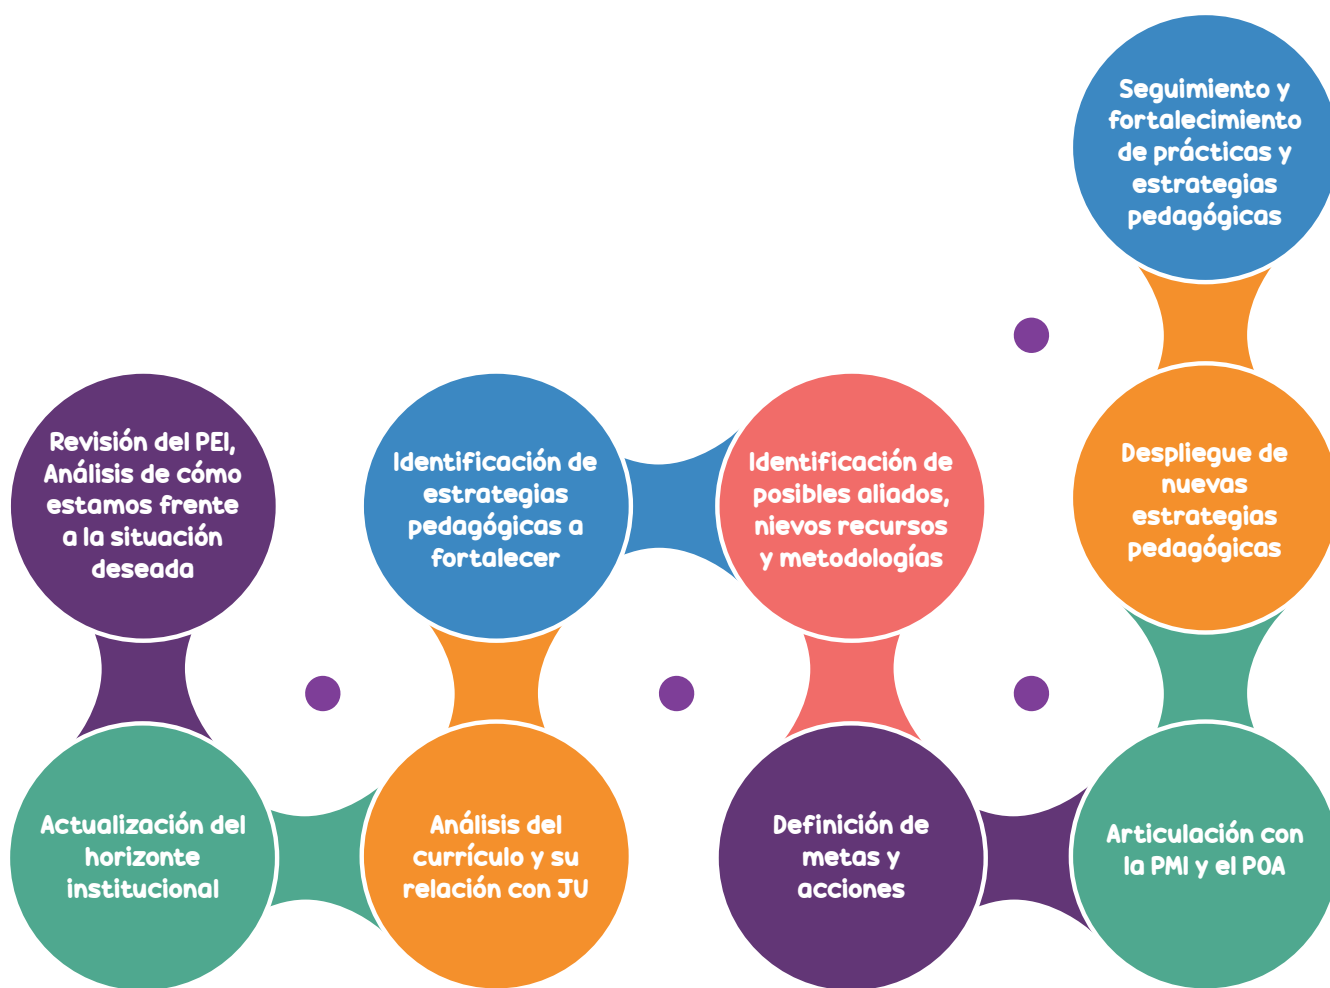 Revisión del PEI,
Análisis de cómo
estamos frente
a la situación
deseada
Actualización del
horizonte
institucional
Análisis del
currículo y su
relación con JU
Identificación de
estrategias
pedagógicas a
fortalecer
Identificación de
posibles aliados,
nievos recursos
y metodologías
Definición de
metas y
acciones
Articulación con
la PMI y el POA
Despliegue de
nuevas
estrategias
pedagógicas
Seguimiento y
fortalecimiento
de prácticas y
estrategias
pedagógicas